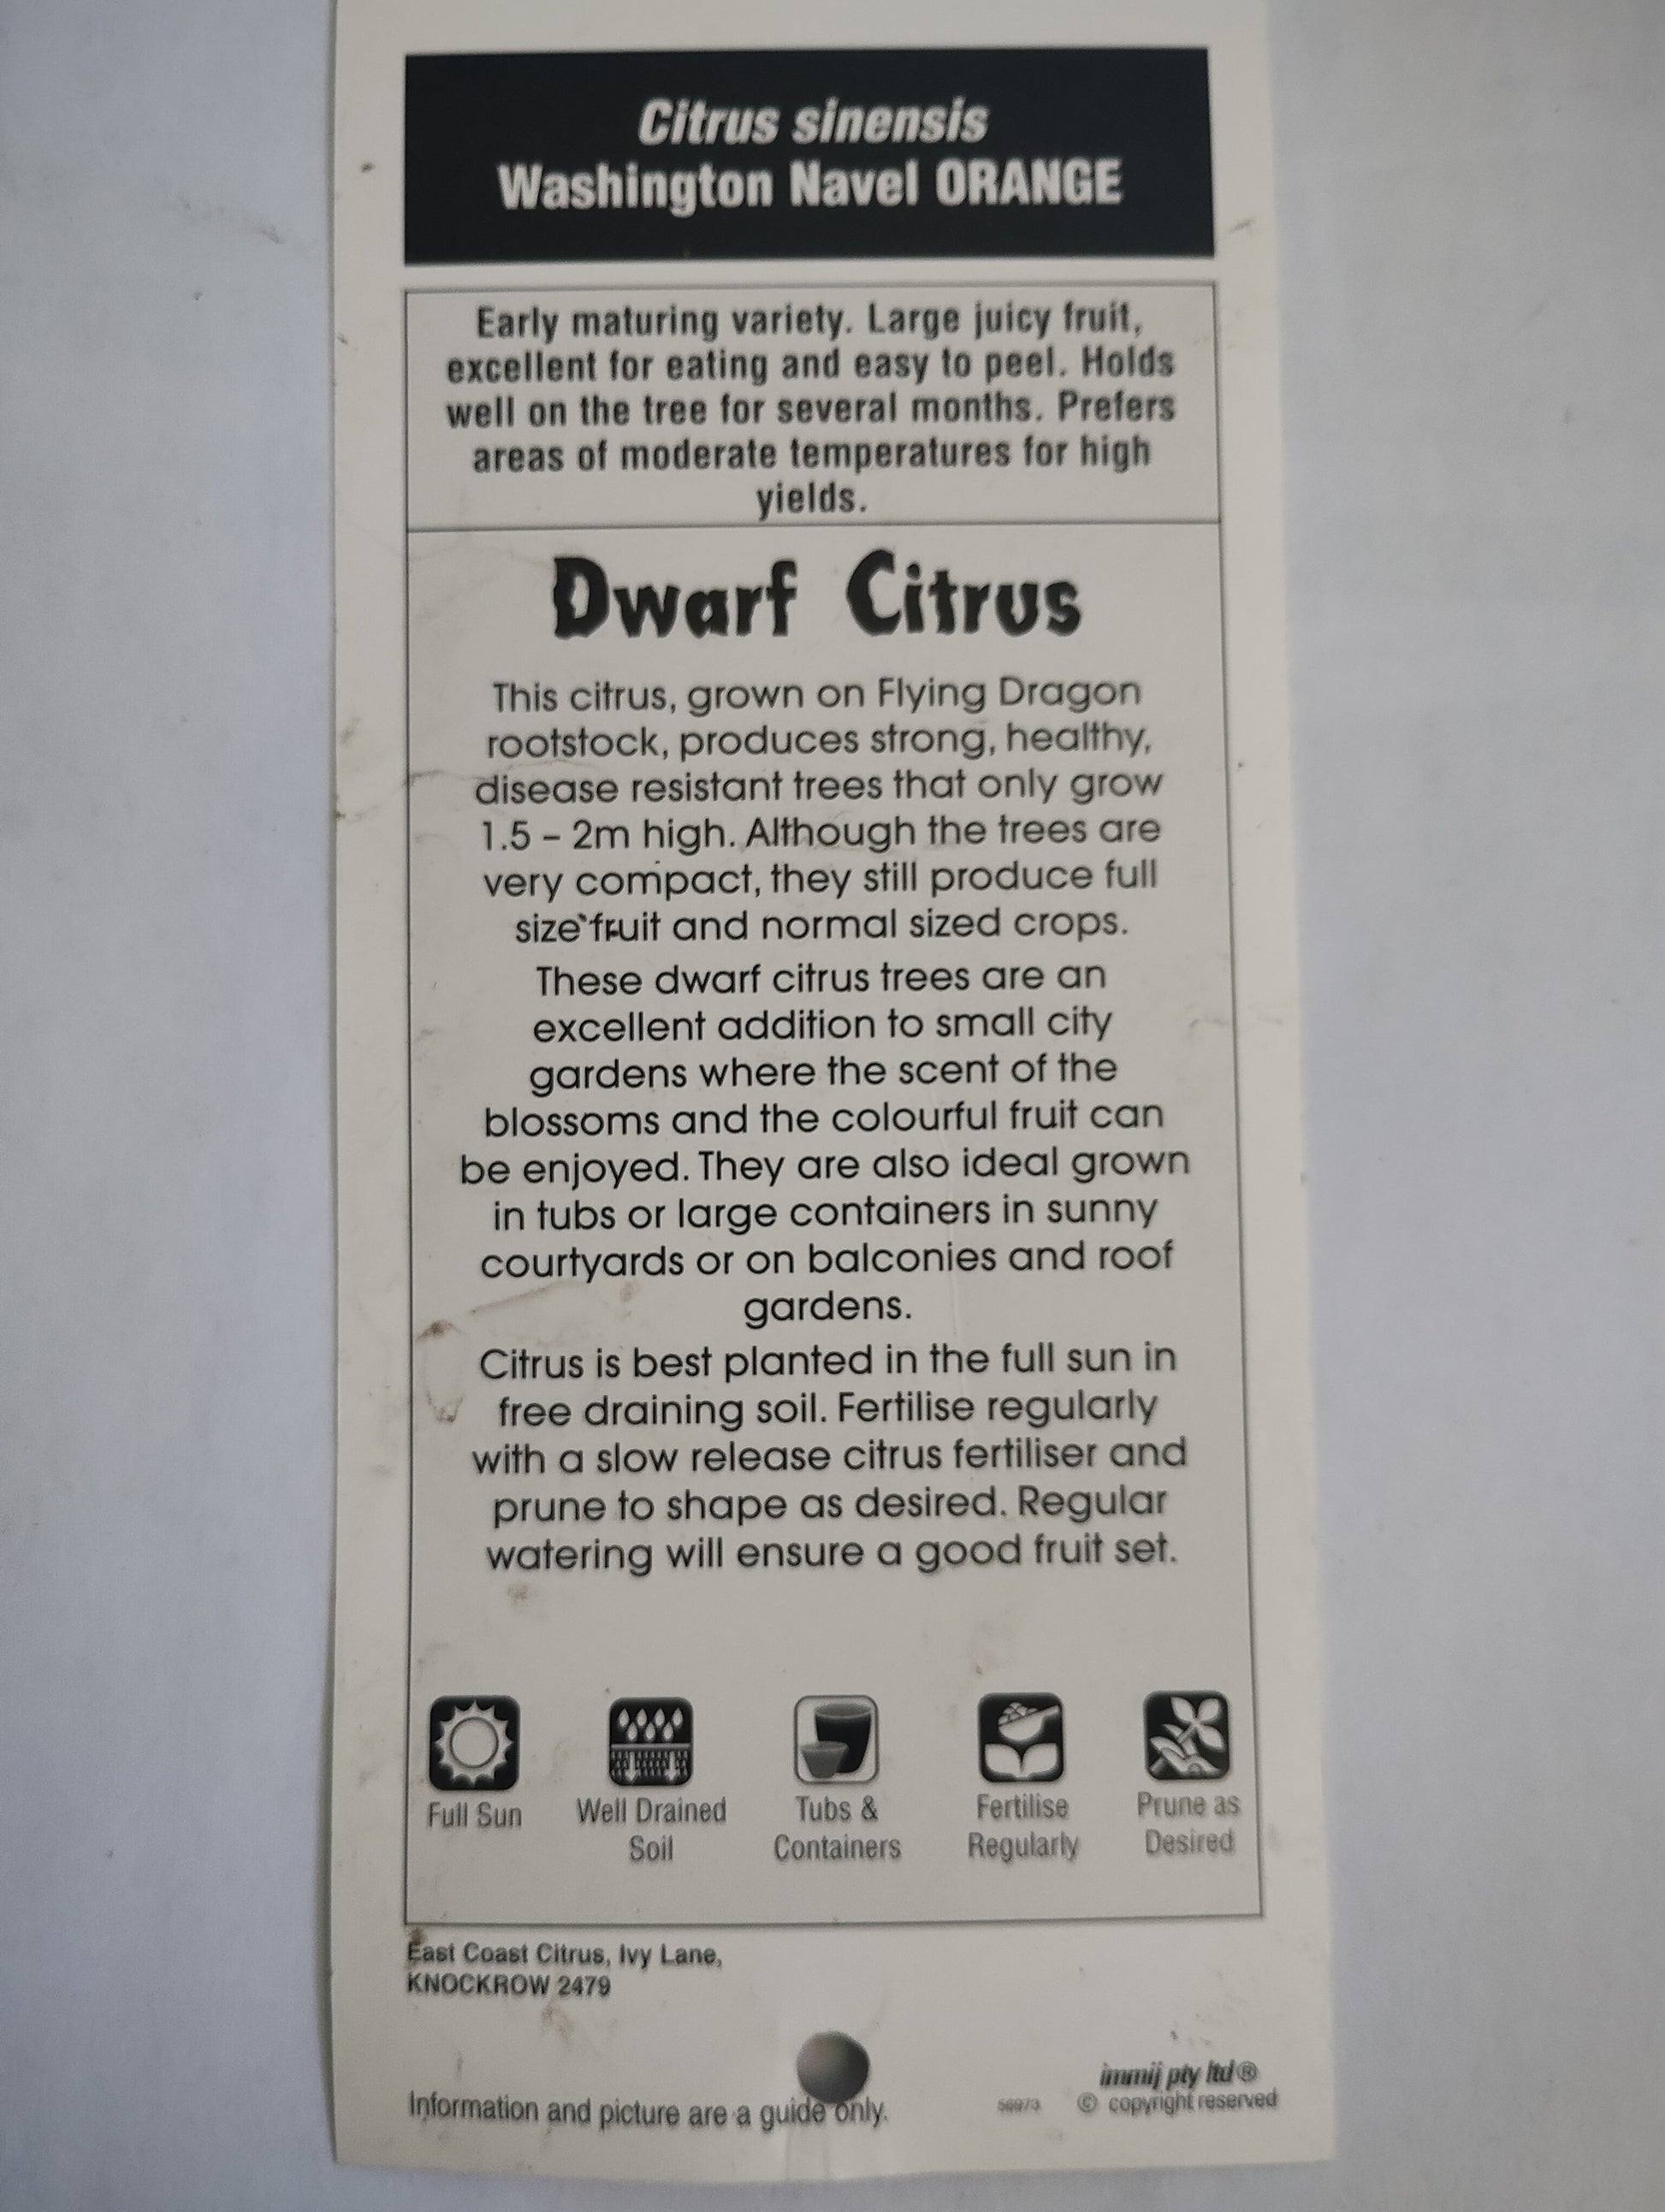 Citrus sinensis
Washington Navel ORANGE
Early maturing variety. Large juicy fruit,
excellent for eating and easy to peel. Holds
well on the tree for several months. Prefers
areas of moderate temperatures for high
yields.
Dwarf Citrus
This citrus, grown on Flying Dragon
rootstock, produces strong, healthy,
disease resistant trees that only grow
1.5 – 2m high. Although the trees are
very compact, they still produce full
size fruit and normal sized crops.
These dwarf citrus trees are an
excellent addition to small city
gardens where the scent of the
blossoms and the colourful fruit can
be enjoyed. They are also ideal grown
in tubs or large containers in sunny
courtyards or on balconies and roof
gardens.
Citrus is best planted in the full sun in
free draining soil. Fertilise regularly
with a slow release citrus fertiliser and
prune to shape as desired. Regular
watering will ensure a good fruit set.
Full Sun
Well Drained
Soil
Tubs &
Containers
Fertilise
Regularly
Prune as
Desired
East Coast Citrus, Ivy Lane,
KNOCKROW 2479
immij pty ltd®
Information and picture are a guide only.
© copyright reserved